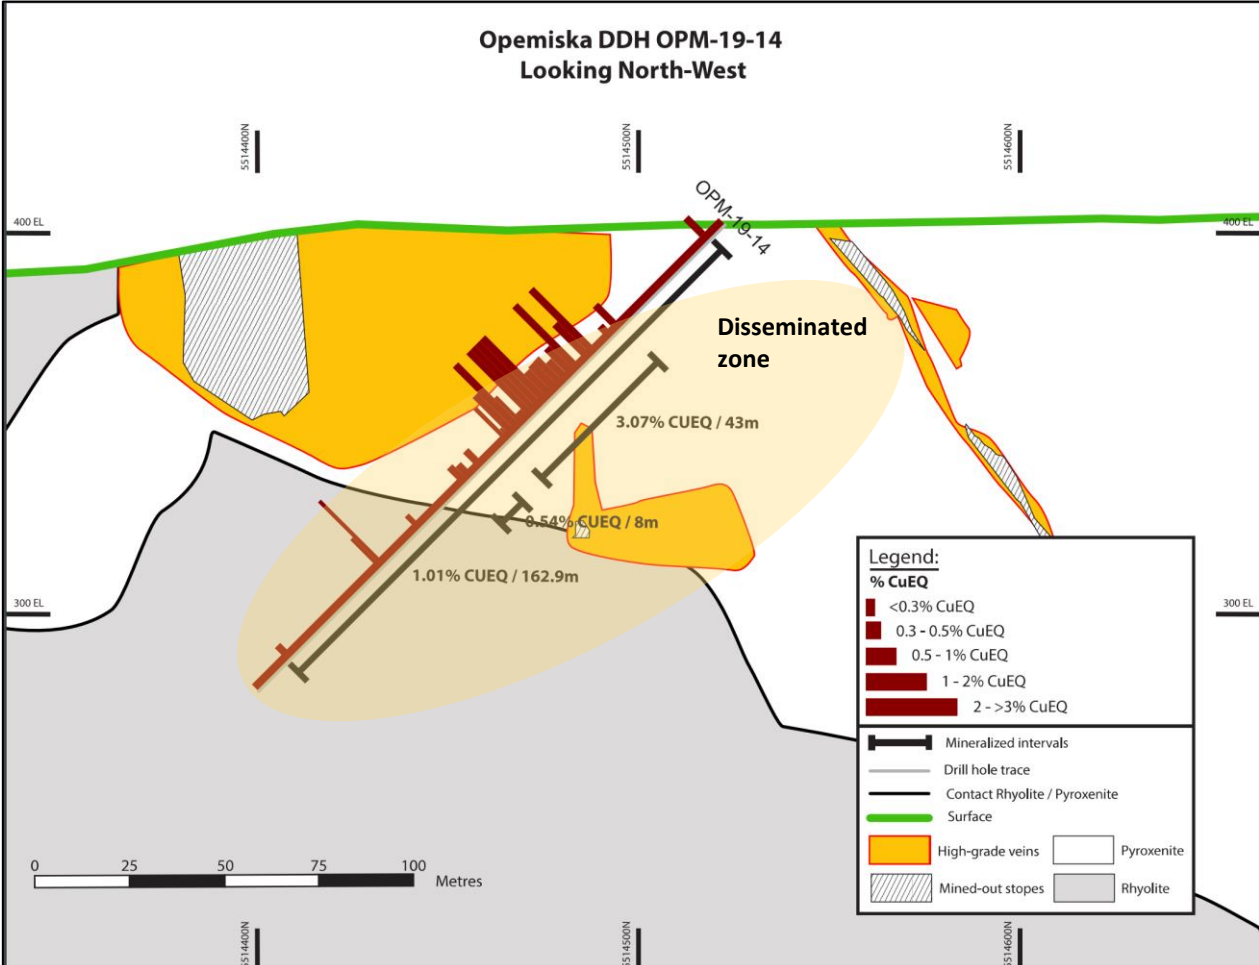 Opemiska DDH OPM-19-14
Looking North-West
5514400N
5514500N
5514600N
OPM-19-14
400 EL
400 EL
Disseminated
zone
3.07% CUEQ / 43m
0.54% CUEQ / 8m
1.01% CUEQ / 162.9m
300 EL
300 EL
Legend:
% CuEQ
<0.3% CuEQ
0.3 - 0.5% CuEQ
0.5 - 1% CuEQ
1 - 2% CuEQ
2 - >3% CuEQ
Mineralized intervals
Drill hole trace
Contact Rhyolite / Pyroxenite
Surface
High-grade veins
Pyroxenite
Mined-out stopes
Rhyolite
0 25 50 75 100
Metres
5514400N
5514500N
5514600N